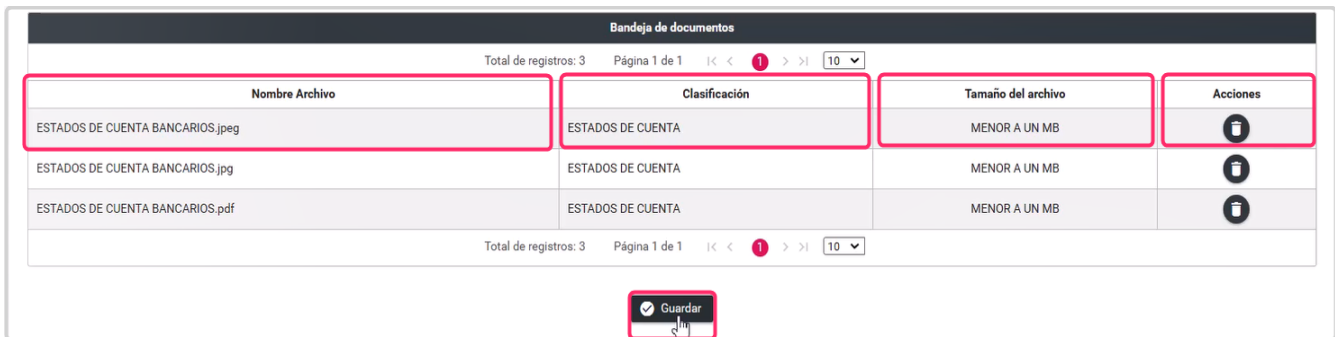 Bandeja de documentos
Total de registros: 3 Página 1 de 1 |< < 1 > >| 10
Nombre Archivo Clasificación Tamaño del archivo Acciones
ESTADOS DE CUENTA BANCARIOS.jpeg ESTADOS DE CUENTA MENOR A UN MB
ESTADOS DE CUENTA BANCARIOS.jpg ESTADOS DE CUENTA MENOR A UN MB
ESTADOS DE CUENTA BANCARIOS.pdf ESTADOS DE CUENTA MENOR A UN MB
Total de registros: 3 Página 1 de 1 |< < 1 > >| 10
Guardar